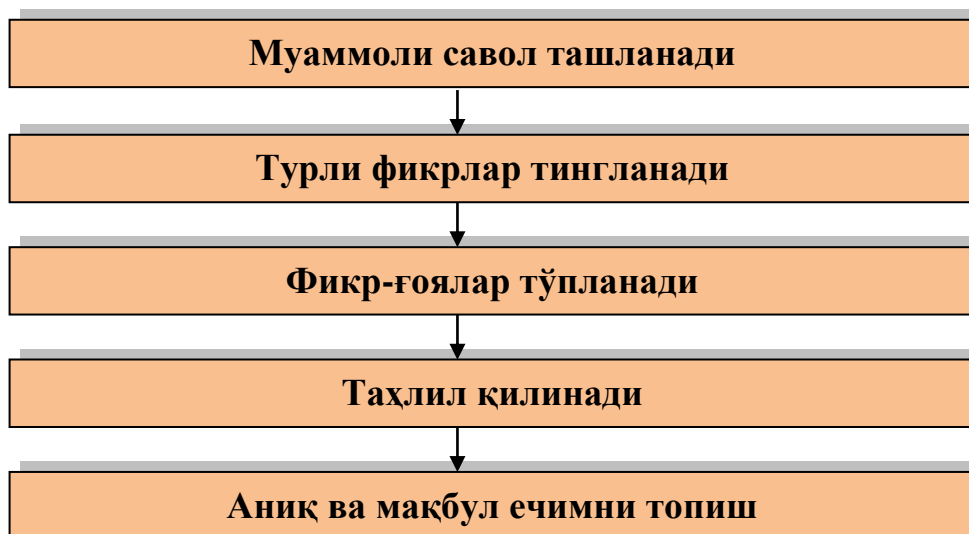 Муаммоли савол ташланади
Турли фикрлар тингланади
Фикр-ғоялар тўпланади
Таҳлил қилинади
Аниқ ва мақбул ечимни топиш